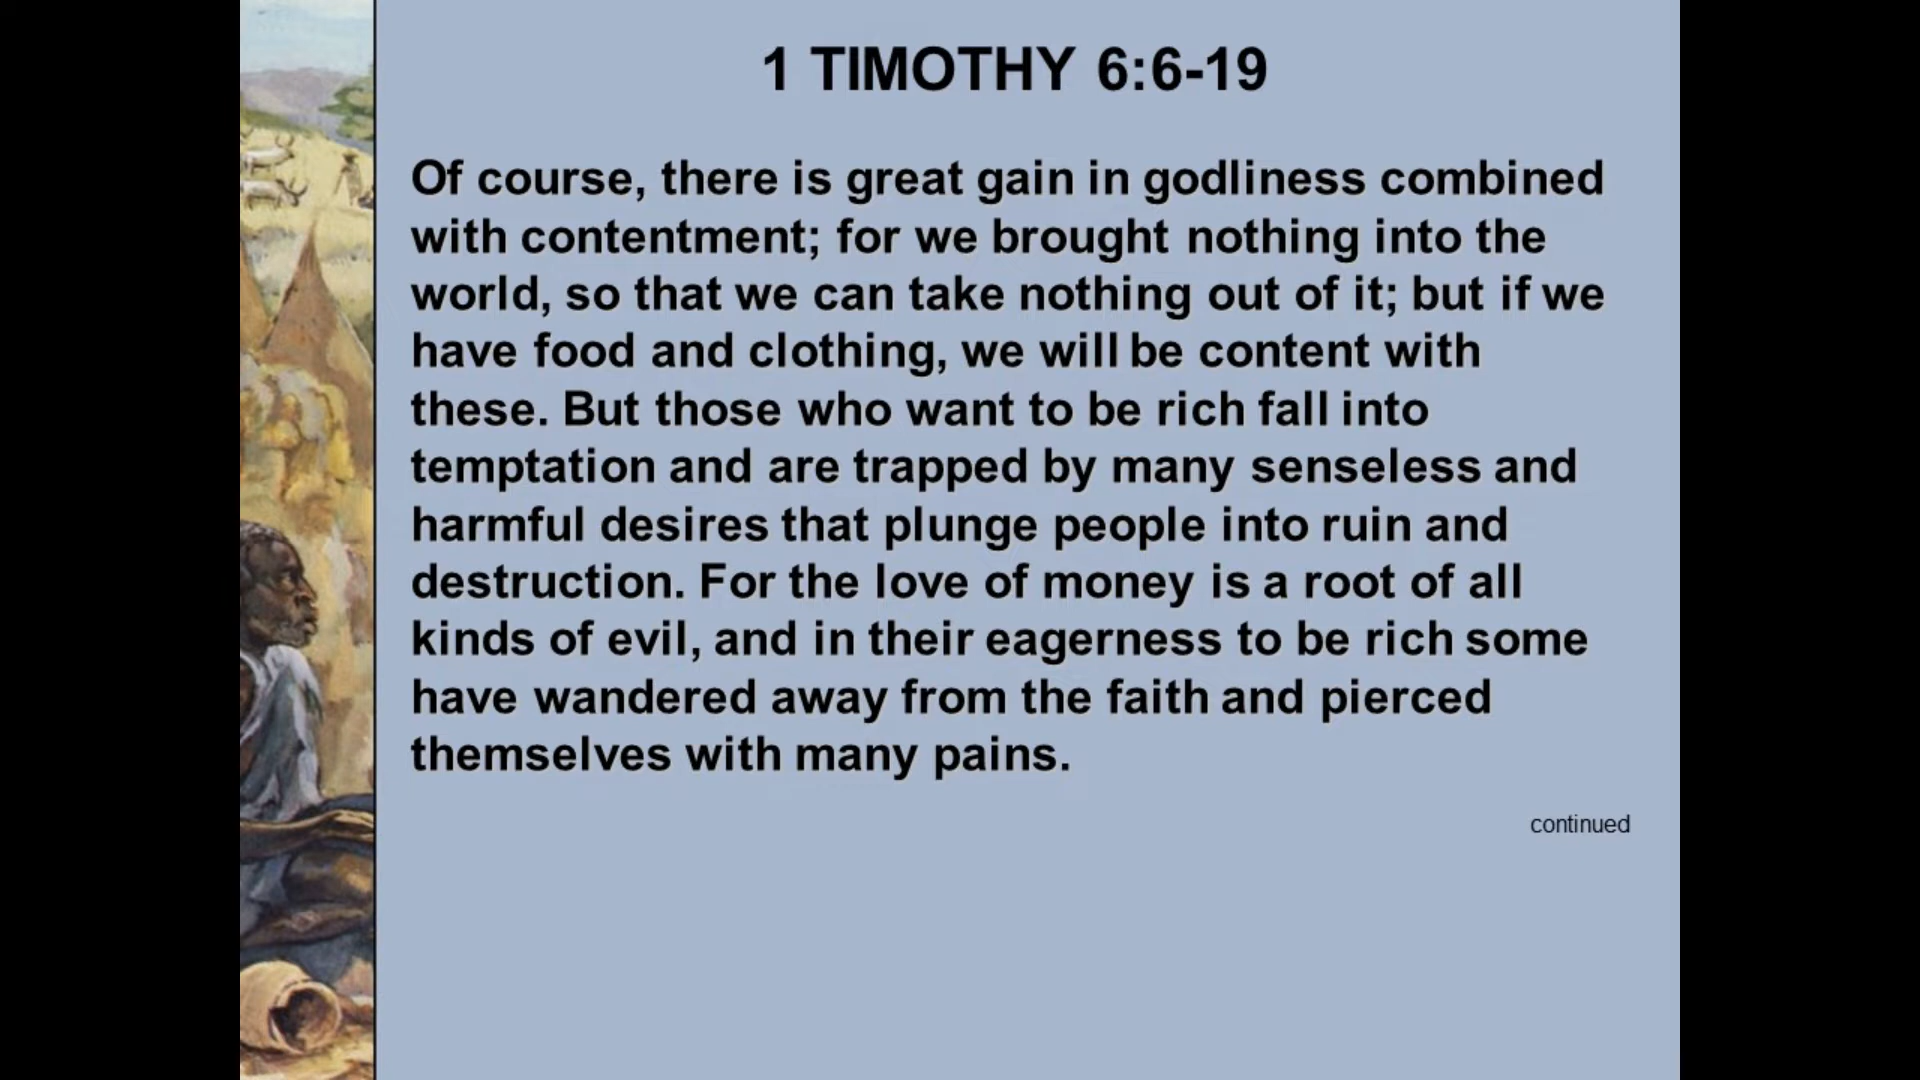 1 TIMOTHY 6:6-19
Of course, there is great gain in godliness combined
with contentment; for we brought nothing into the
world, so that we can take nothing out of it; but if we
have food and clothing, we will be content with
these. But those who want to be rich fall into
temptation and are trapped by many senseless and
harmful desires that plunge people into ruin and
destruction. For the love of money is a root of all
kinds of evil, and in their eagerness to be rich some
have wandered away from the faith and pierced
themselves with many pains.
continued